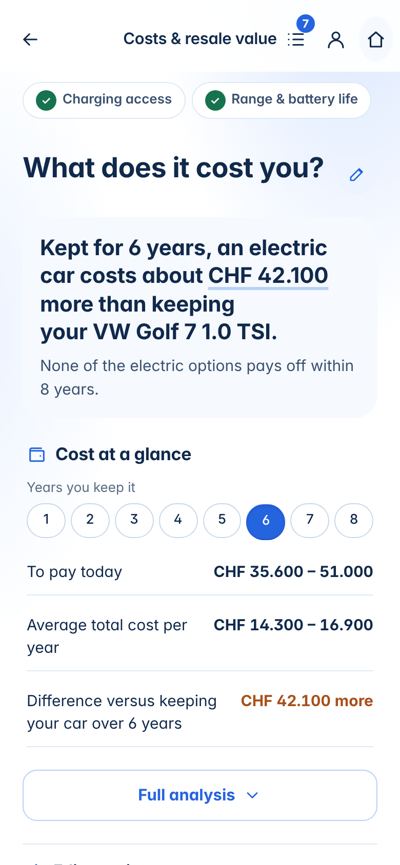 Costs & resale value
7
Charging access
Range & battery life
What does it cost you?
Kept for 6 years, an electric
car costs about CHF 42.100
more than keeping
your VW Golf 7 1.0 TSI.
None of the electric options pays off within
8 years.
Cost at a glance
Years you keep it
1 2 3 4 5 6 7 8
To pay today CHF 35.600 – 51.000
Average total cost per CHF 14.300 – 16.900
year
Difference versus keeping CHF 42.100 more
your car over 6 years
Full analysis